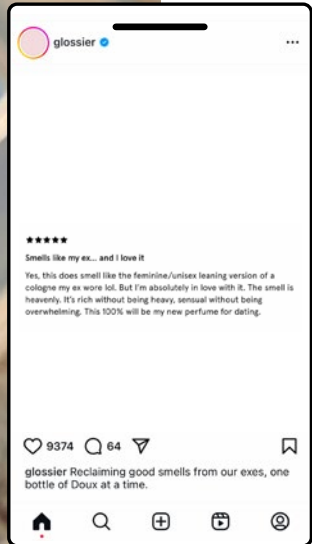 glossier
★★★★★
Smells like my ex... and I love it
Yes, this does smell like the feminine/unisex leaning version of a
cologne my ex wore lol. But I'm absolutely in love with it. The smell is
heavenly. It's rich without being heavy, sensual without being
overwhelming. This 100% will be my new perfume for dating.
9374 64
glossier Reclaiming good smells from our exes, one
bottle of Doux at a time.